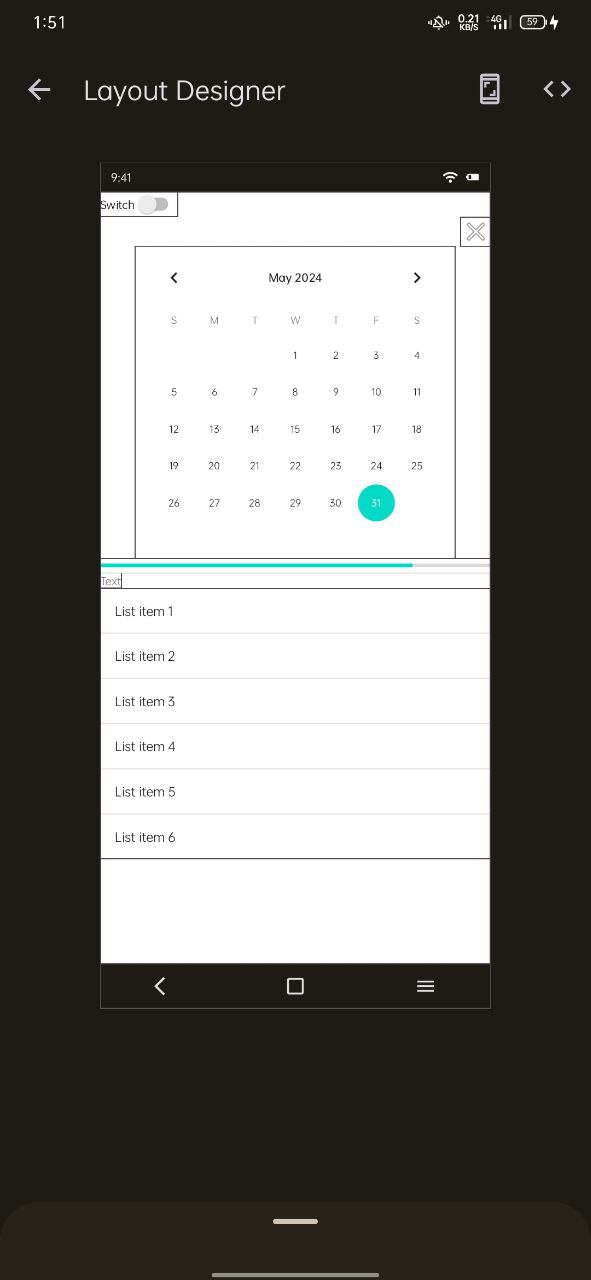 1:51 0.21 KB/S 4G 59
Layout Designer
9:41
Switch
May 2024
S M T W T F S
1 2 3 4
5 6 7 8 9 10 11
12 13 14 15 16 17 18
19 20 21 22 23 24 25
26 27 28 29 30 31
Text
List item 1
List item 2
List item 3
List item 4
List item 5
List item 6